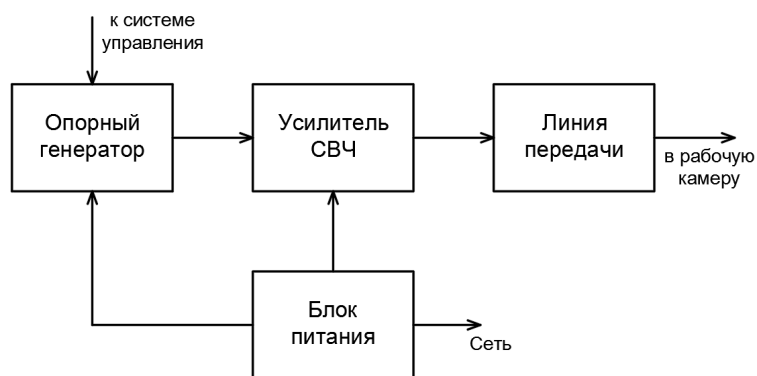 к системе
управления
Опорный
генератор
Усилитель
СВЧ
Линия
передачи
в рабочую
камеру
Блок
питания
Сеть